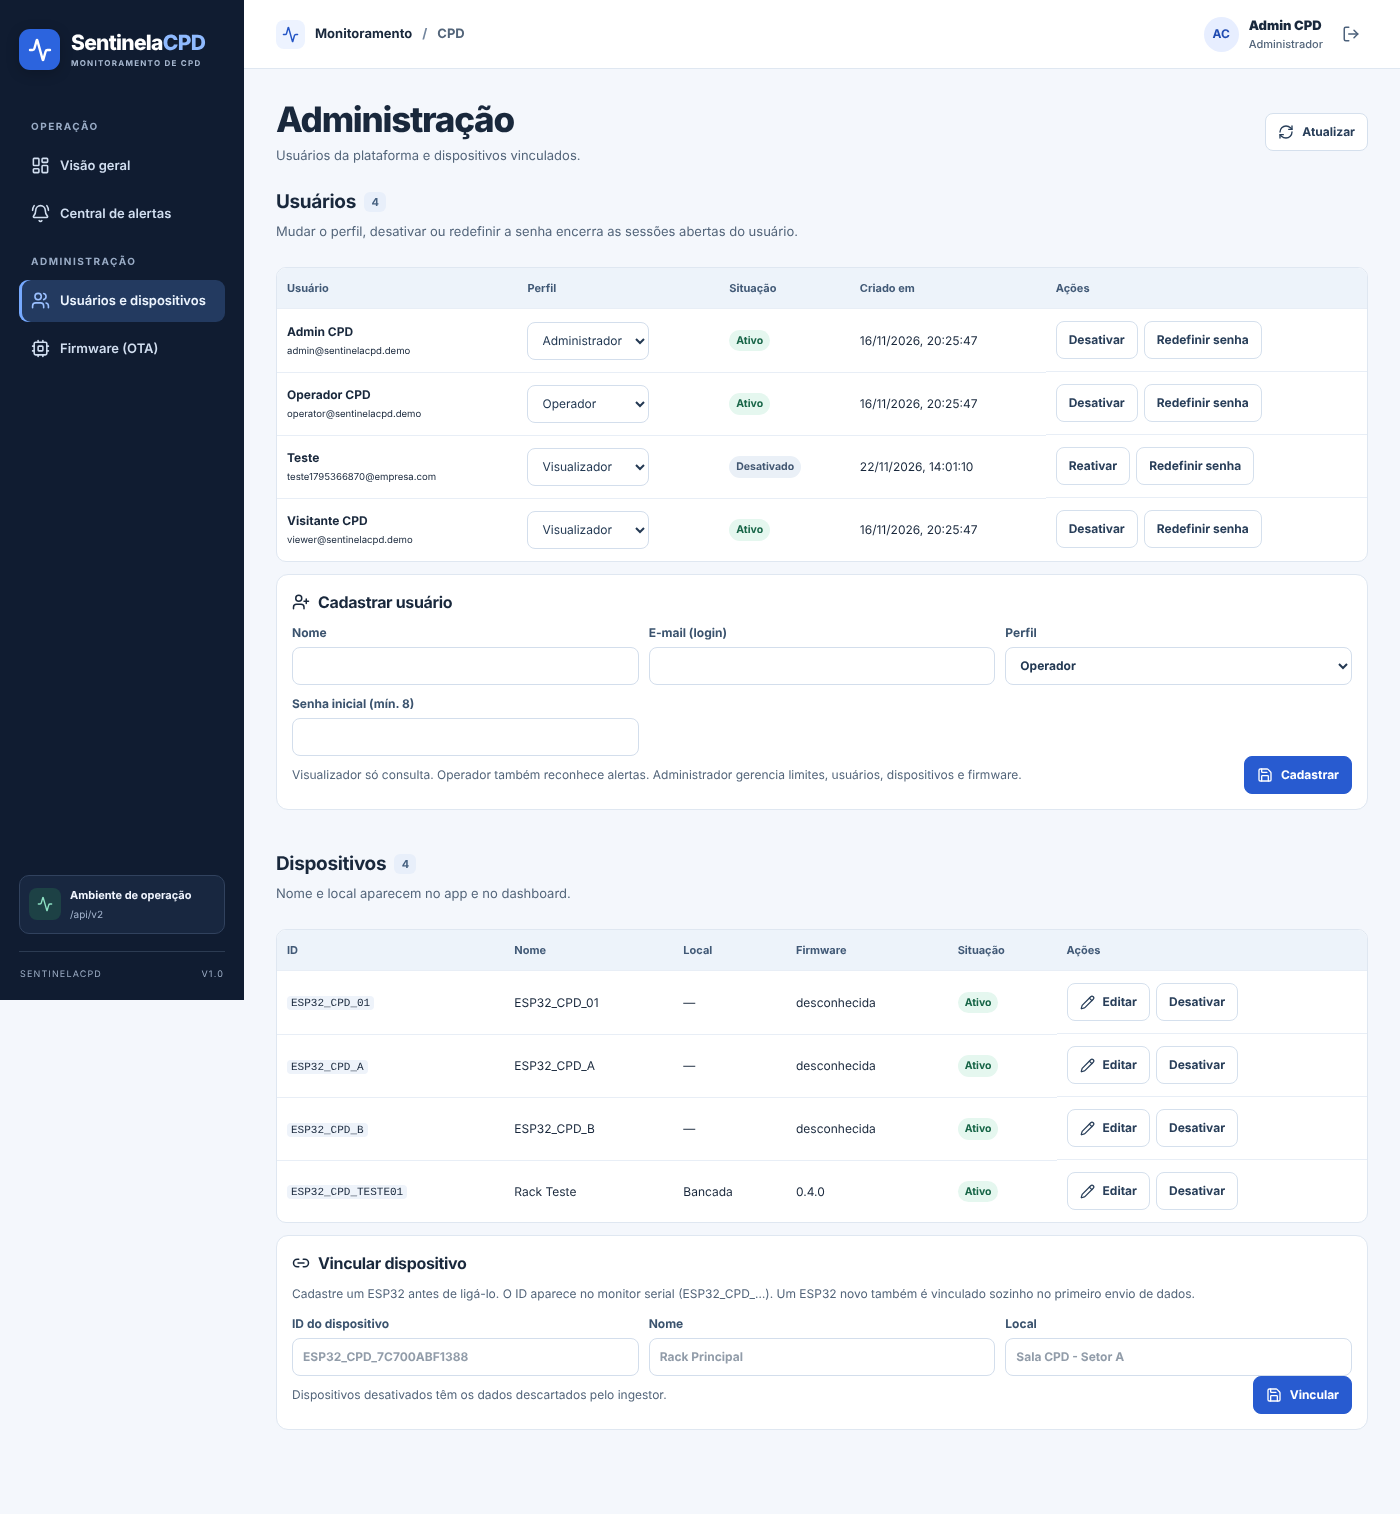 SentinelaCPD
MONITORAMENTO DE CPD
OPERAÇÃO
Visão geral
Central de alertas
ADMINISTRAÇÃO
Usuários e dispositivos
Firmware (OTA)
Ambiente de operação
/api/v2
SENTINELACPD V1.0
Monitoramento / CPD
AC Admin CPD
Administrador
Administração
Usuários da plataforma e dispositivos vinculados.
Atualizar
Usuários 4
Mudar o perfil, desativar ou redefinir a senha encerra as sessões abertas do usuário.
Usuário Perfil Situação Criado em Ações
Admin CPD
admin@sentinelacpd.demo
Administrador Ativo 16/11/2026, 20:25:47 Desativar Redefinir senha
Operador CPD
operator@sentinelacpd.demo
Operador Ativo 16/11/2026, 20:25:47 Desativar Redefinir senha
Teste
teste1795366870@empresa.com
Visualizador Desativado 22/11/2026, 14:01:10 Reativar Redefinir senha
Visitante CPD
viewer@sentinelacpd.demo
Visualizador Ativo 16/11/2026, 20:25:47 Desativar Redefinir senha
Cadastrar usuário
Nome E-mail (login) Perfil
Operador
Senha inicial (mín. 8)
Visualizador só consulta. Operador também reconhece alertas. Administrador gerencia limites, usuários, dispositivos e firmware.
Cadastrar
Dispositivos 4
Nome e local aparecem no app e no dashboard.
ID Nome Local Firmware Situação Ações
ESP32_CPD_01 ESP32_CPD_01 — desconhecida Ativo Editar Desativar
ESP32_CPD_A ESP32_CPD_A — desconhecida Ativo Editar Desativar
ESP32_CPD_B ESP32_CPD_B — desconhecida Ativo Editar Desativar
ESP32_CPD_TESTE01 Rack Teste Bancada 0.4.0 Ativo Editar Desativar
Vincular dispositivo
Cadastre um ESP32 antes de ligá-lo. O ID aparece no monitor serial (ESP32_CPD_...). Um ESP32 novo também é vinculado sozinho no primeiro envio de dados.
ID do dispositivo Nome Local
ESP32_CPD_7C700ABF1388 Rack Principal Sala CPD - Setor A
Dispositivos desativados têm os dados descartados pelo ingestor.
Vincular